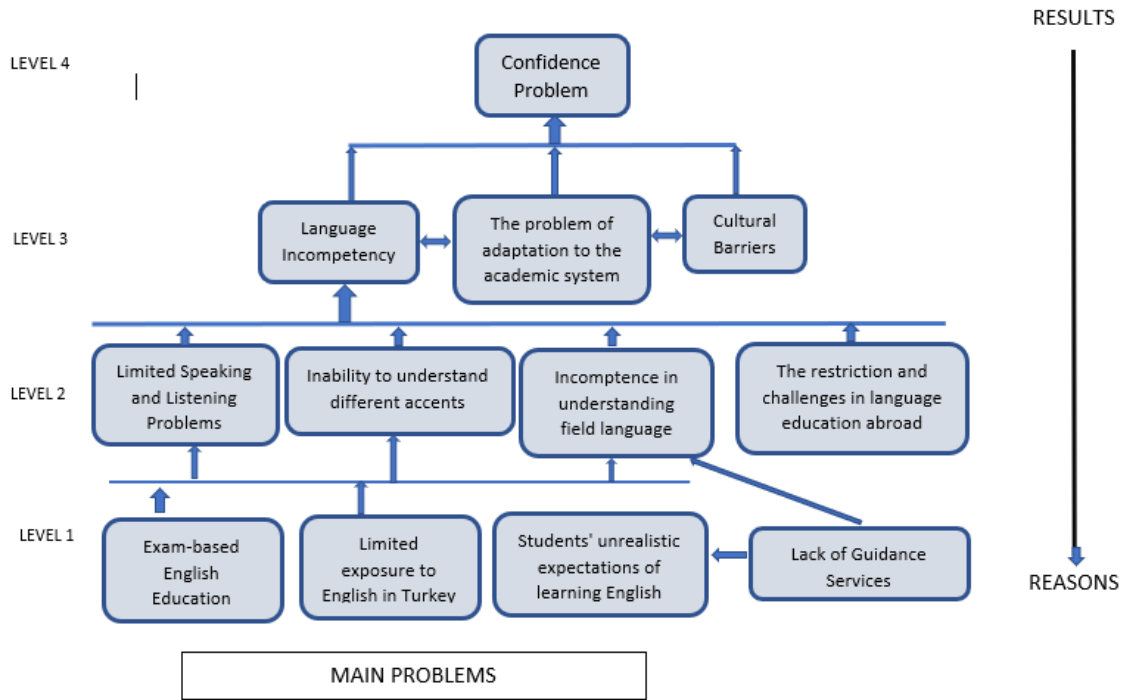 RESULTS
LEVEL 4
Confidence
Problem
LEVEL 3
Language
Incompetency
The problem of
adaptation to the
academic system
Cultural
Barriers
LEVEL 2
Limited Speaking
and Listening
Problems
Inability to understand
different accents
Incomptence in
understanding
field language
The restriction and
challenges in language
education abroad
LEVEL 1
Exam-based
English
Education
Limited
exposure to
English in Turkey
Students' unrealistic
expectations of
learning English
Lack of Guidance
Services
REASONS
MAIN PROBLEMS